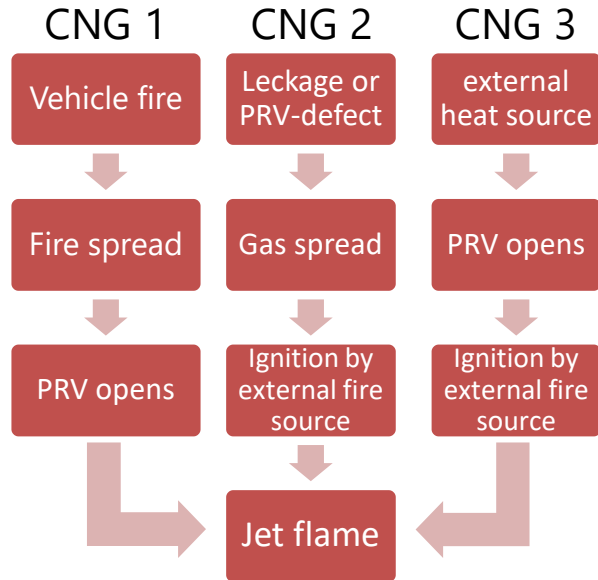 CNG 1
CNG 2
CNG 3
Vehicle fire
Leckage or
PRV-defect
external
heat source
Fire spread
Gas spread
PRV opens
PRV opens
Ignition by
external fire
source
Ignition by
external fire
source
Jet flame